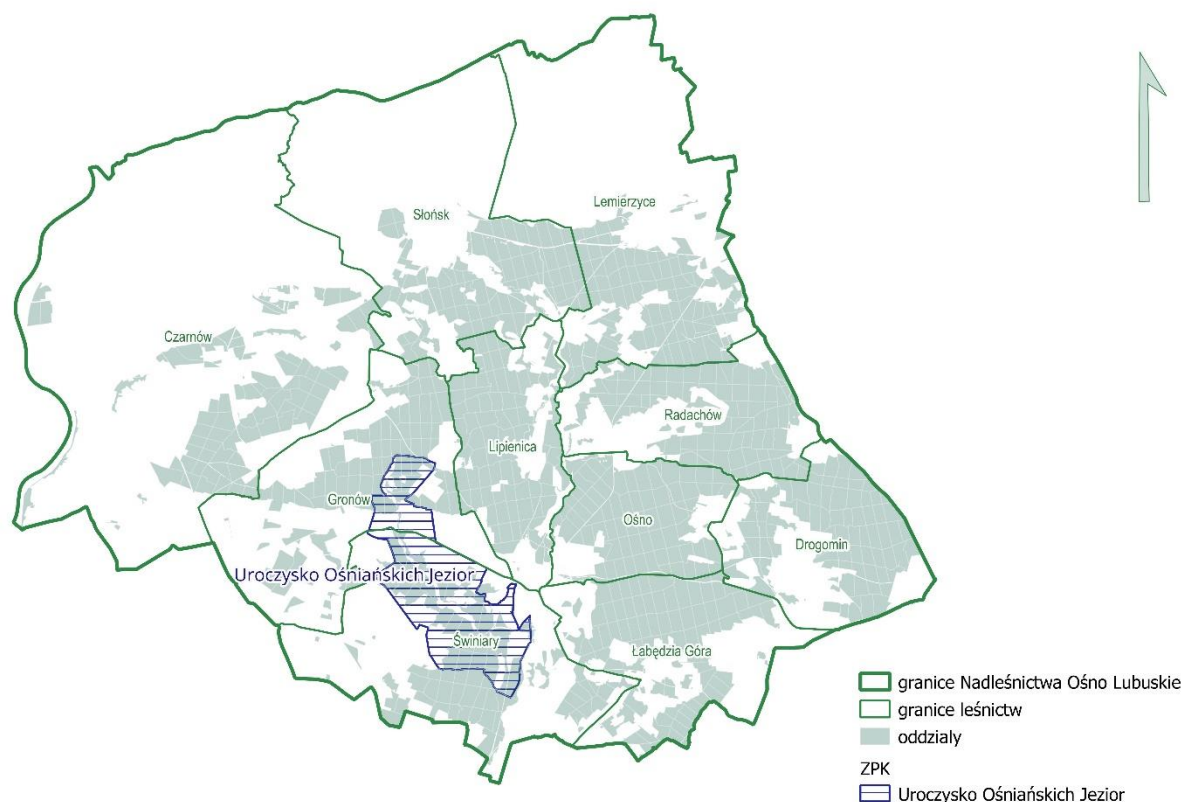 Słońsk
Lemierzyce
Czarnów
Radachów
Lipienica
Gronów
Ośno
Drogomin
Uroczysko Ośniańskich Jezior
Świniary
Łabędzia Góra
granice Nadleśnictwa Ośno Lubuskie
granice leśnictw
oddzialy
ZPK
Uroczysko Ośniańskich Jezior